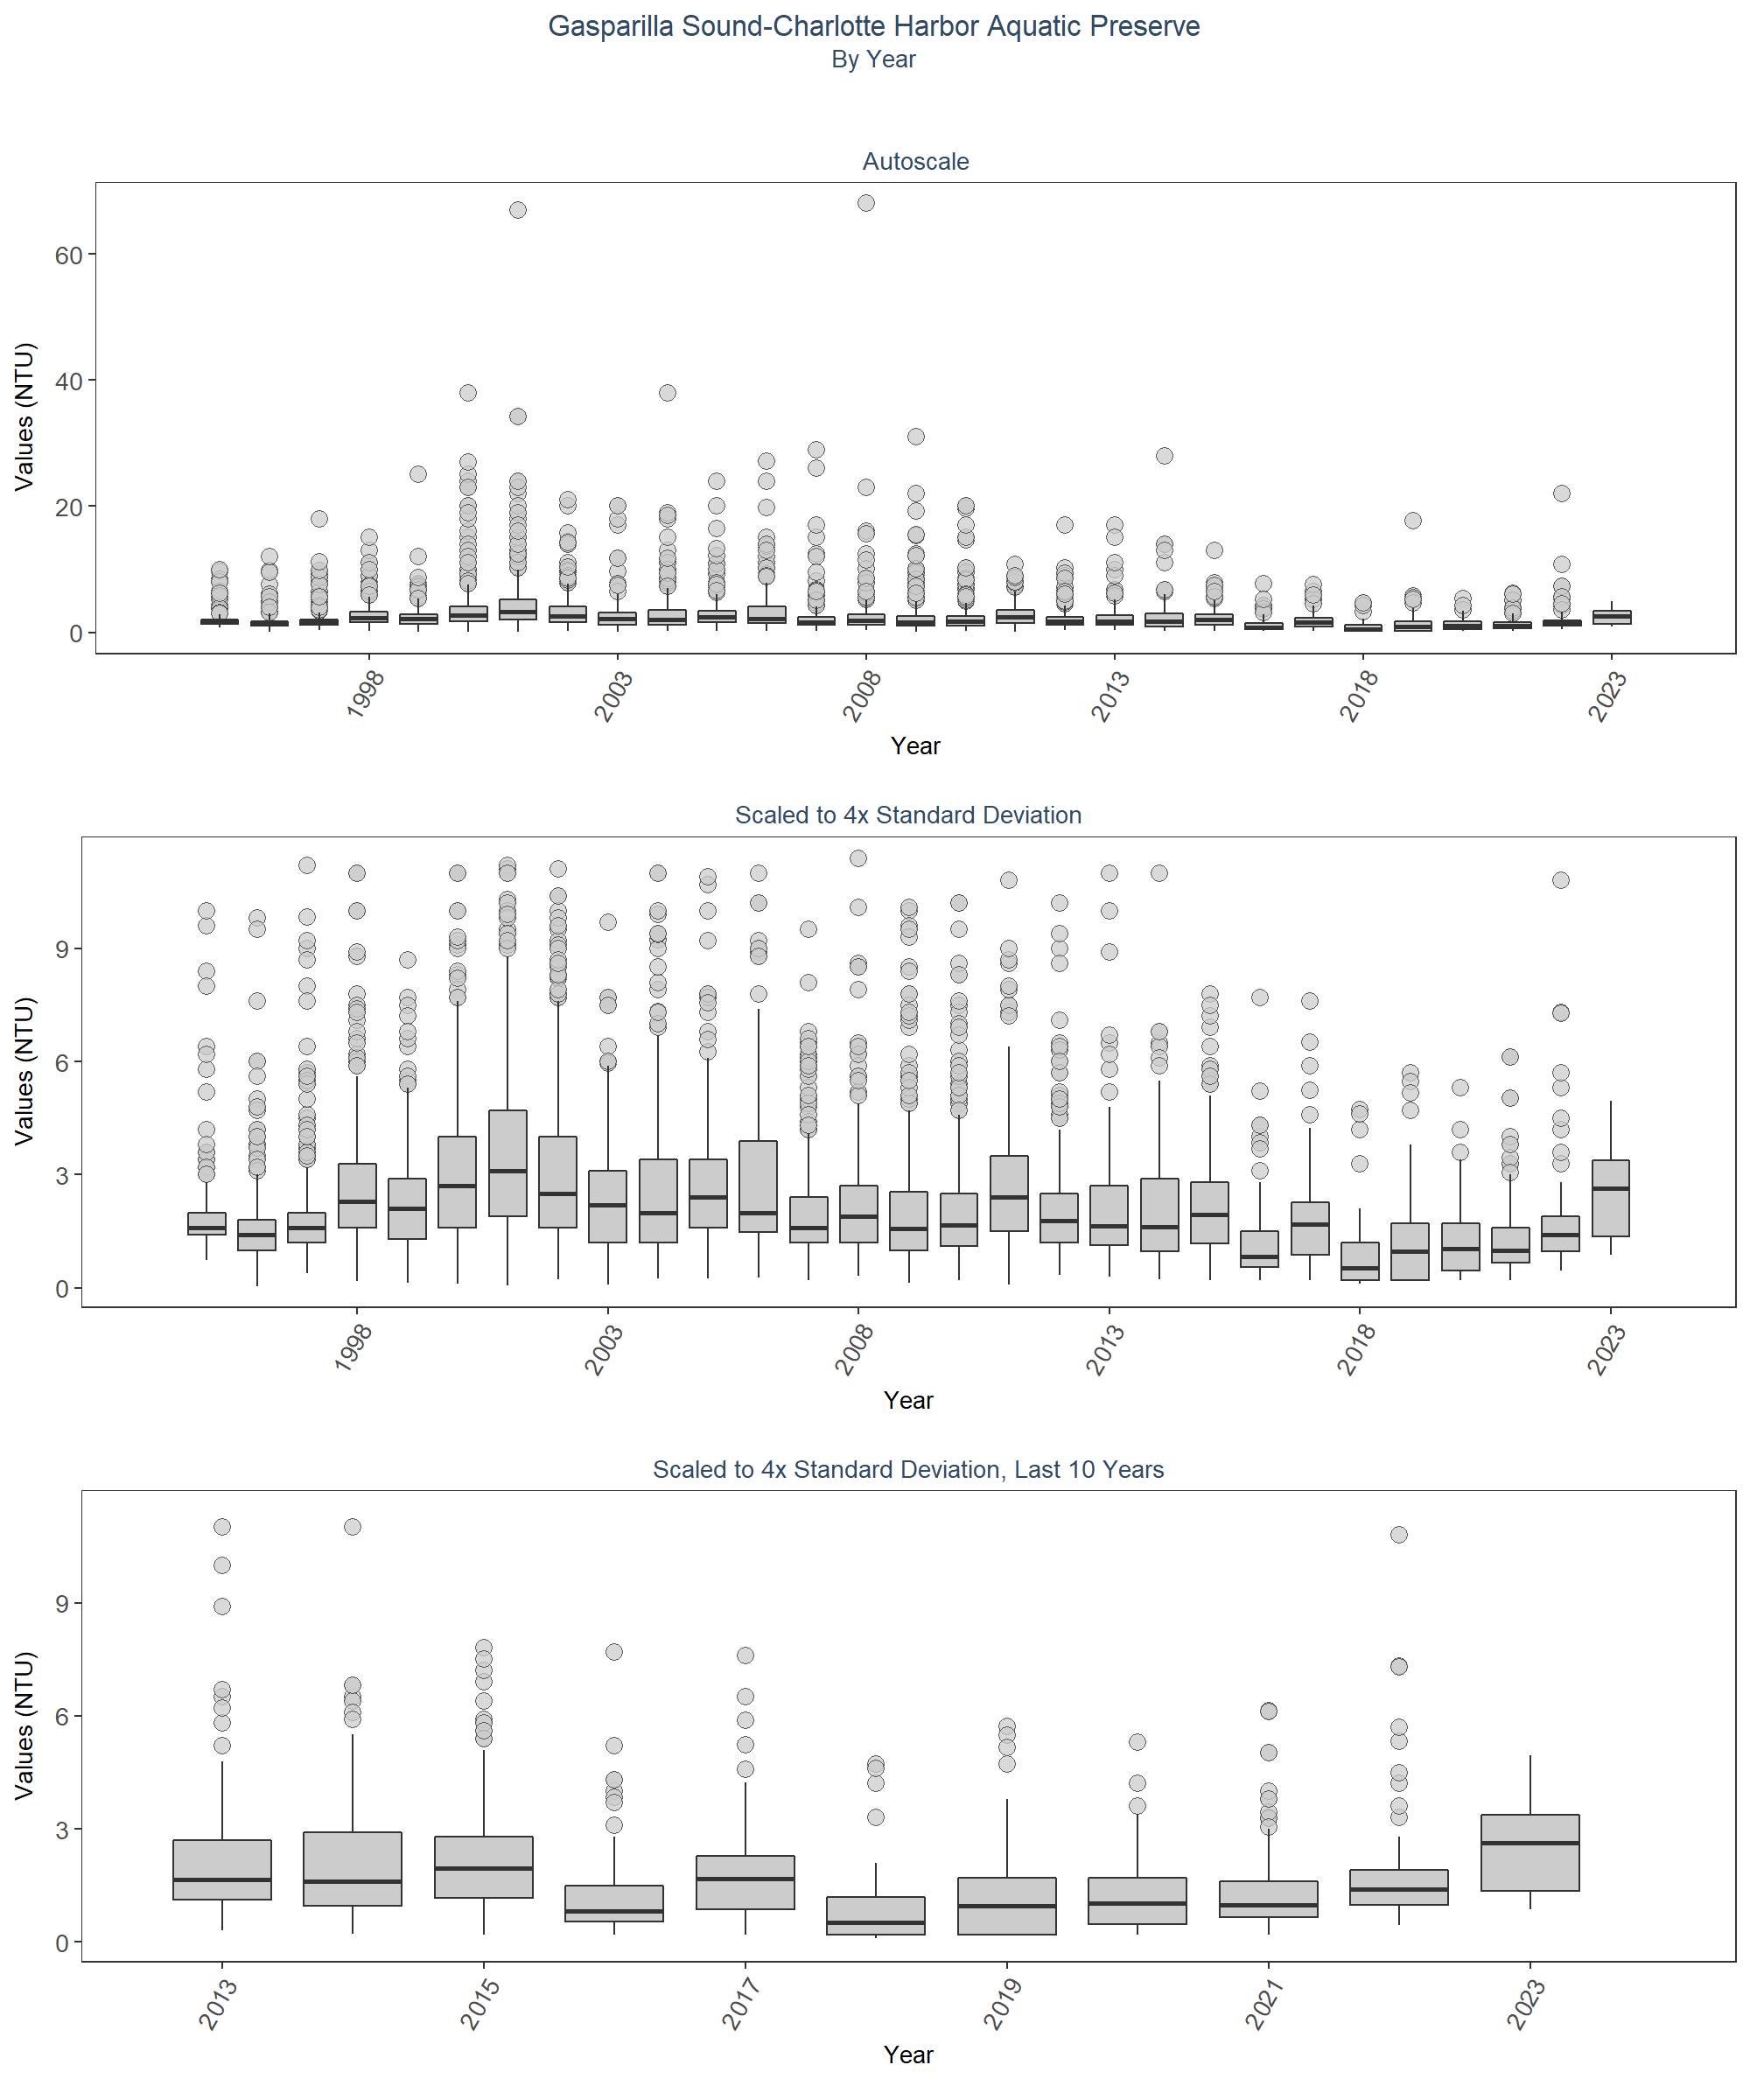 Gasparilla Sound-Charlotte Harbor Aquatic Preserve
By Year
Autoscale
Values (NTU)
60
40
20
0
1998
2003
2008
2013
2018
2023
Year
Scaled to 4x Standard Deviation
Values (NTU)
9
6
3
0
1998
2003
2008
2013
2018
2023
Year
Scaled to 4x Standard Deviation, Last 10 Years
Values (NTU)
9
6
3
0
2013
2015
2017
2019
2021
2023
Year